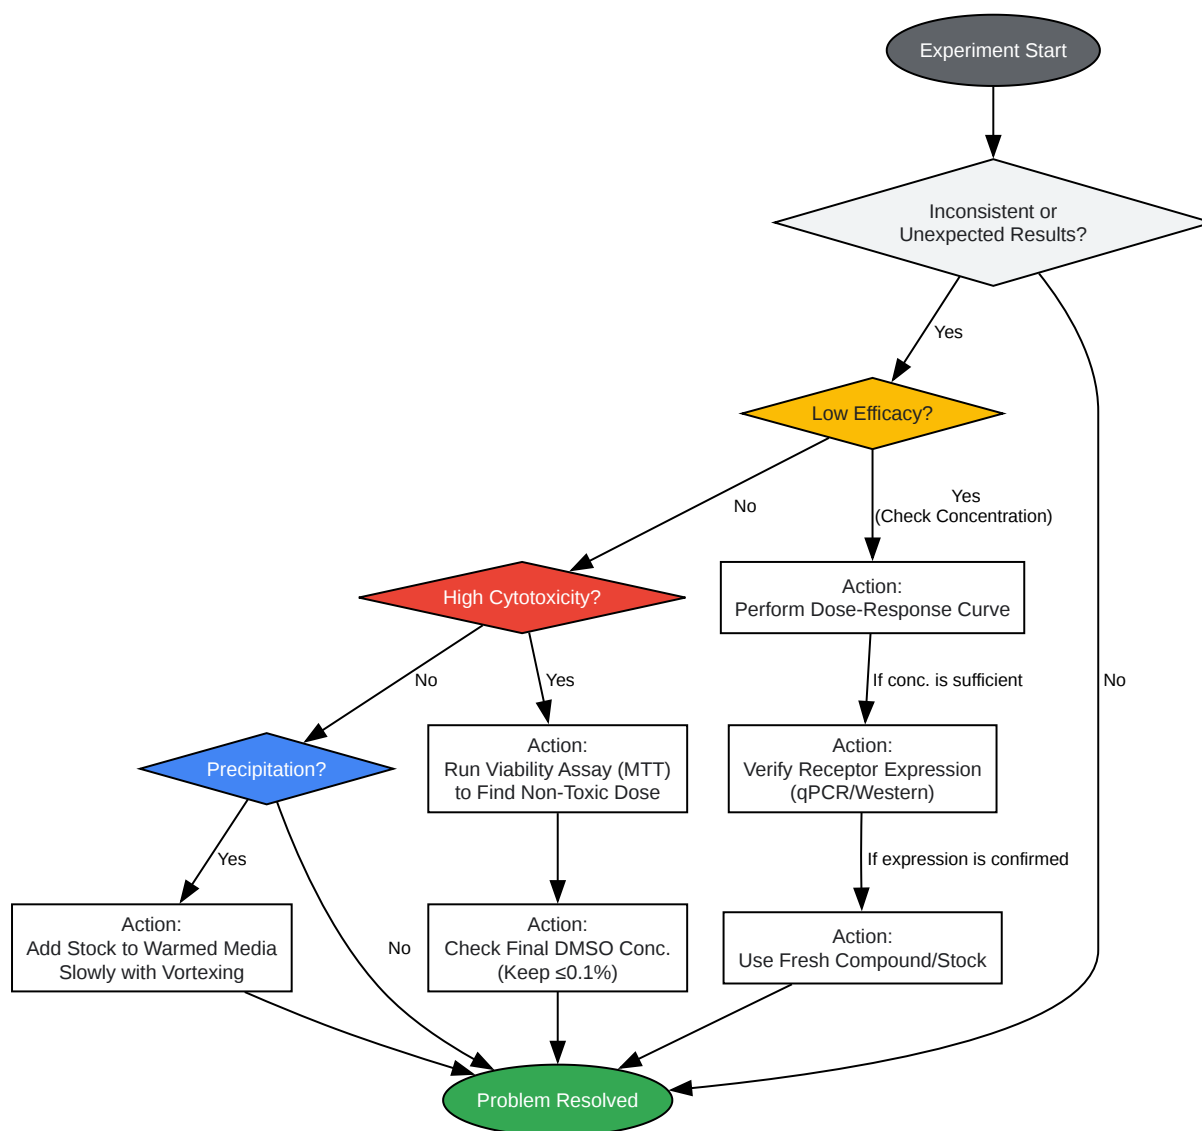 Experiment Start
Inconsistent or
Unexpected Results?
Yes
Low Efficacy?
No
Yes
(Check Concentration)
High Cytotoxicity?
Action:
Perform Dose-Response Curve
No
Yes
If conc. is sufficient
No
Precipitation?
Action:
Run Viability Assay (MTT)
to Find Non-Toxic Dose
Action:
Verify Receptor Expression
(qPCR/Western)
Yes
If expression is confirmed
Action:
Add Stock to Warmed Media
Slowly with Vortexing
No
Action:
Check Final DMSO Conc.
(Keep ≤0.1%)
Action:
Use Fresh Compound/Stock
Problem Resolved